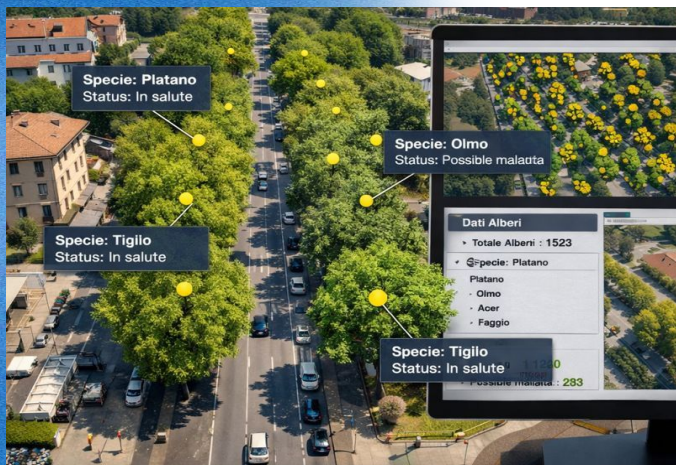 Specie: Platano
Status: In salute
Specie: Olmo
Status: Possible malaɑta
Specie: Tigilo
Status: In salute
Specie: Tigilo
Status: In salute
Dati Alberi
Totale Alberi : 1523
Specie: Platano
Platano
- Olmo
- Acer
- Faggio
283